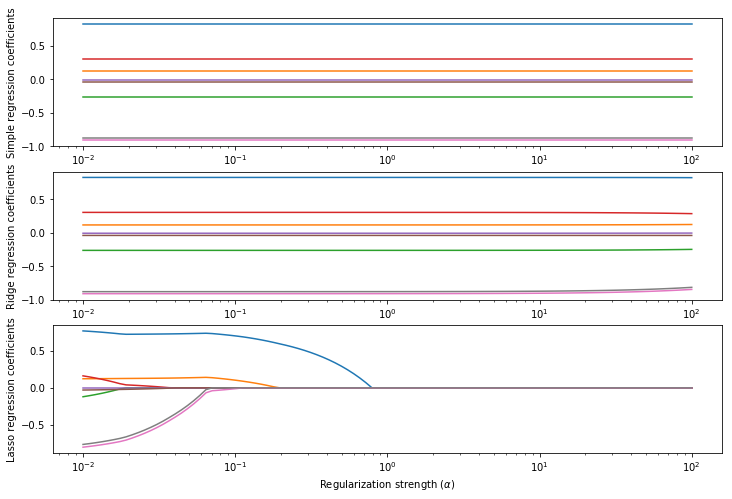 Simple regression coefficients
0.5
0.0
−0.5
−1.0
10⁻² 10⁻¹ 10⁰ 10¹ 10²
Ridge regression coefficients
0.5
0.0
−0.5
−1.0
10⁻² 10⁻¹ 10⁰ 10¹ 10²
Lasso regression coefficients
0.5
0.0
−0.5
10⁻² 10⁻¹ 10⁰ 10¹ 10²
Regularization strength (α)